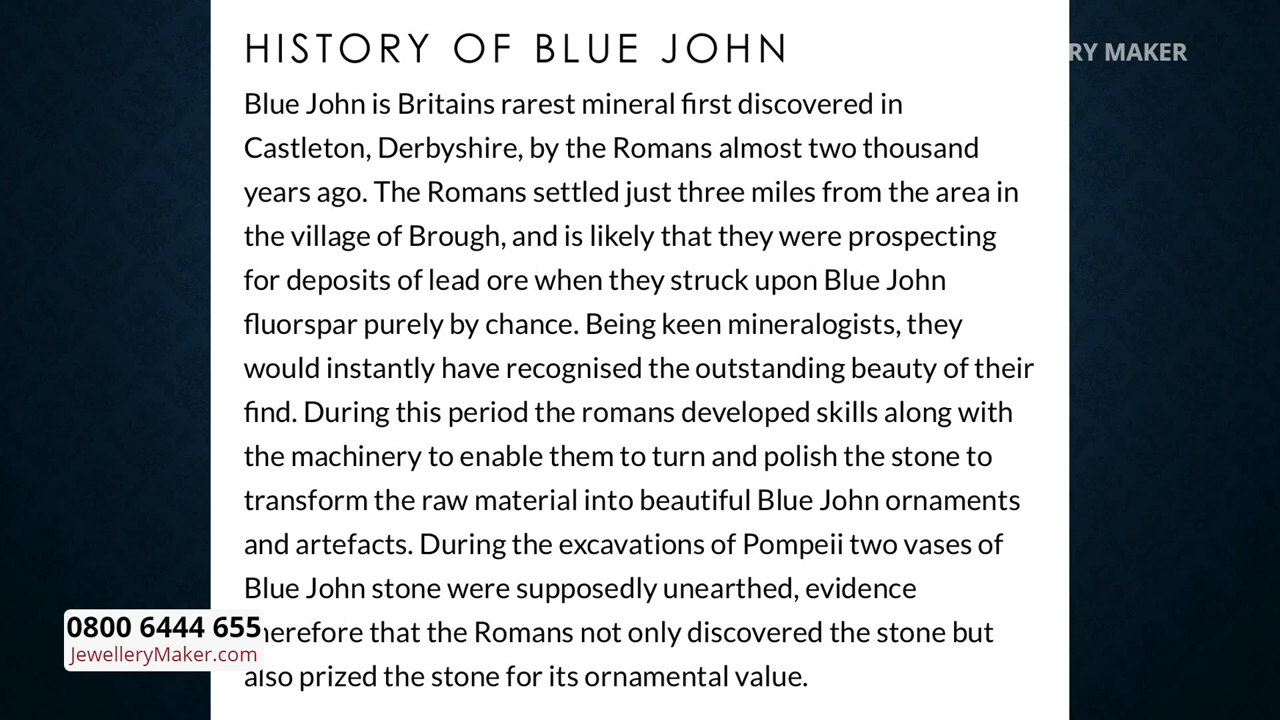 HISTORY OF BLUE JOHN
RY MAKER
Blue John is Britains rarest mineral first discovered in
Castleton, Derbyshire, by the Romans almost two thousand
years ago. The Romans settled just three miles from the area in
the village of Brough, and is likely that they were prospecting
for deposits of lead ore when they struck upon Blue John
fluorspar purely by chance. Being keen mineralogists, they
would instantly have recognised the outstanding beauty of their
find. During this period the romans developed skills along with
the machinery to enable them to turn and polish the stone to
transform the raw material into beautiful Blue John ornaments
and artefacts. During the excavations of Pompeii two vases of
Blue John stone were supposedly unearthed, evidence
herefore that the Romans not only discovered the stone but
also prized the stone for its ornamental value.
0800 6444 655
JewelleryMaker.com